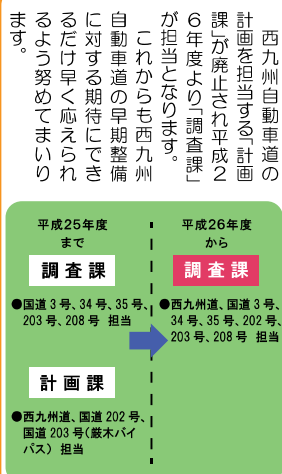 西九州自動車道の
計画を担当する「計画
課」が廃止され平成２
６年度より「調査課」
が担当となります。
これからも西九州
自動車道の早期整備
に対する期待にでき
るだけ早く応えられ
るよう努めてまいり
ます。
平成25年度
まで
調査課
●国道３号、34号、35号、
203号、208号 担当
計画課
●西九州道、国道202号、
国道203号（厳木バイ
パス） 担当
平成26年度
から
調査課
●西九州道、国道３号、
34号、35号、202号、
203号、208号 担当